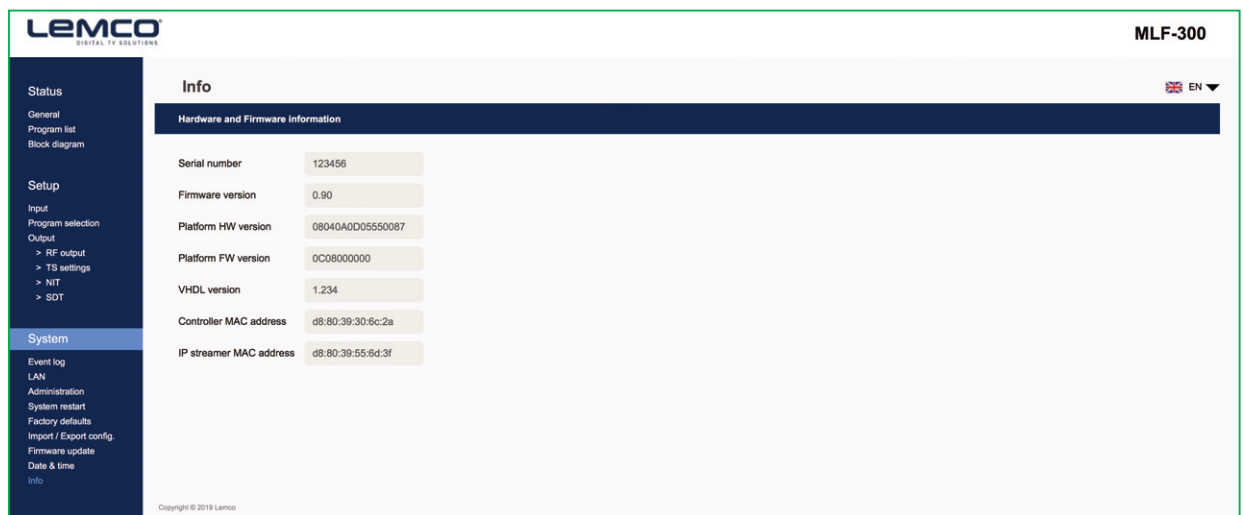 LEMCO
DIGITAL TV SOLUTIONS
MLF-300
Status
General
Program list
Block diagram
Setup
Input
Program selection
Output
> RF output
> TS settings
> NIT
> SDT
System
Event log
LAN
Administration
System restart
Factory defaults
Import / Export config.
Firmware update
Date & time
Info
Info
EN
Hardware and Firmware information
Serial number 123456
Firmware version 0.90
Platform HW version 08040A0D05550087
Platform FW version 0C08000000
VHDL version 1.234
Controller MAC address d8:80:39:30:6c:2a
IP streamer MAC address d8:80:39:55:6d:3f
Copyright © 2019 Lemco